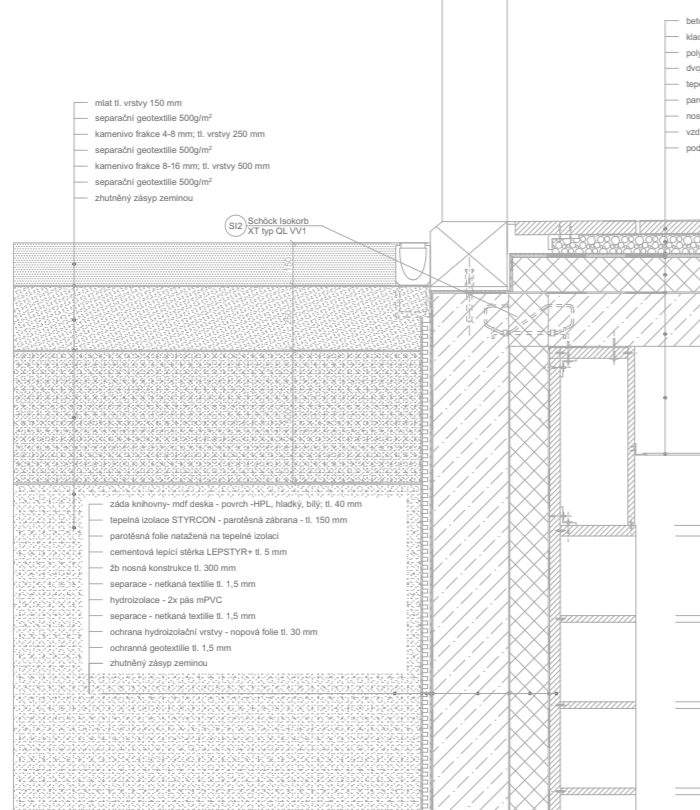 mlat tl. vrstvy 150 mm
separační geotextilie 500g/m²
kamenivo frakce 4-8 mm; tl. vrstvy 250 mm
separační geotextilie 500g/m²
kamenivo frakce 8-16 mm; tl. vrstvy 500 mm
separační geotextilie 500g/m²
zhutněný zásyp zeminou
SI2
Schöck Isokorb
XT typ QL VV1
150
záda knihovny- mdf deska - povrch -HPL, hladký, bílý; tl. 40 mm
tepelná izolace STYRCON - parotěsná zábrana - tl. 150 mm
parotěsná folie natažená na tepelné izolaci
cementová lepící stěrka LEPSTYR+ tl. 5 mm
žb nosná konstrukce tl. 300 mm
separace - netkaná textilie tl. 1,5 mm
hydroizolace - 2x pás mPVC
separace - netkaná textilie tl. 1,5 mm
ochrana hydroizolační vrstvy - nopová folie tl. 30 mm
ochranná geotextilie tl. 1,5 mm
zhutněný zásyp zeminou